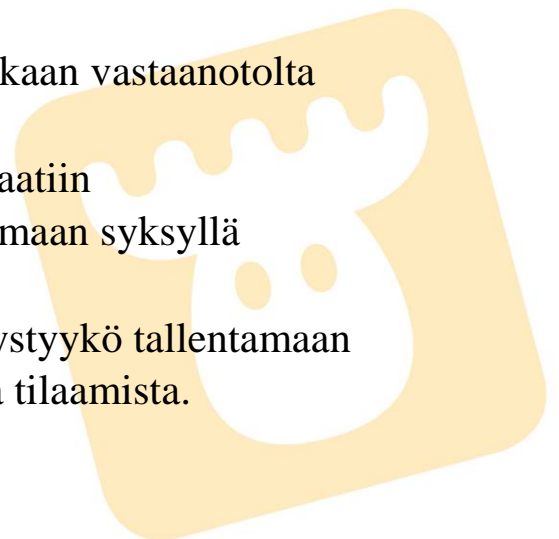 kaan vastaanotolta
aatiin
maan syksyllä
ystyykö tallentamaan
tilaamista.